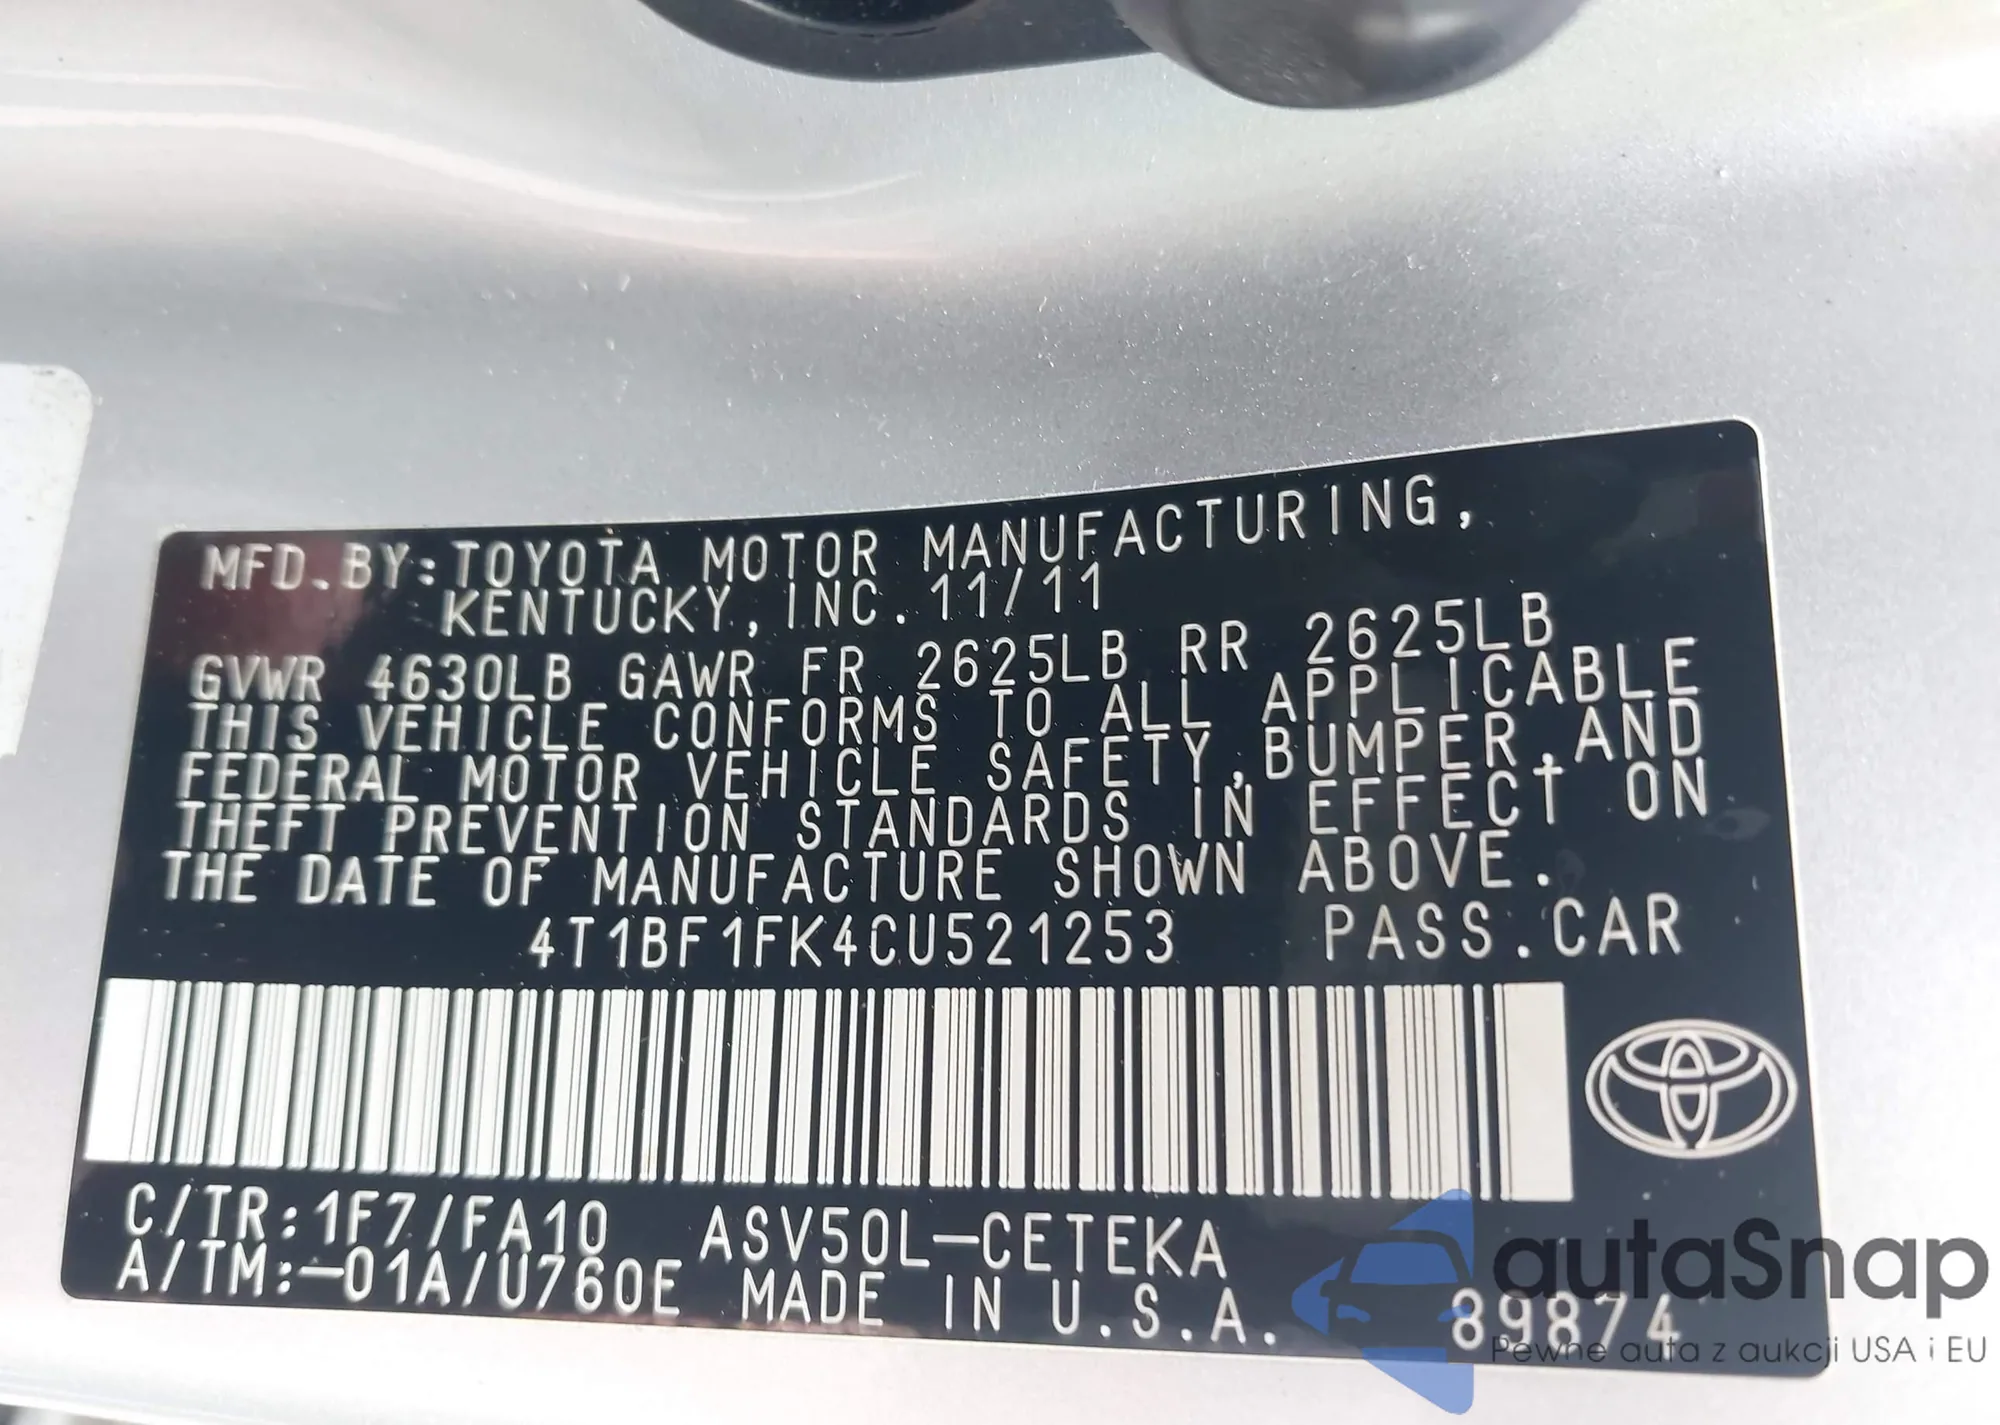 MFD.BY:TOYOTA MOTOR MANUFACTURING,
KENTUCKY,INC. 11/11
GVWR 4630LB GAWR FR 2625LB RR 2625LB
THIS VEHICLE CONFORMS TO ALL APPLICABLE
FEDERAL MOTOR VEHICLE SAFETY,BUMPER,AND
THEFT PREVENTION STANDARDS IN EFFECT ON
THE DATE OF MANUFACTURE SHOWN ABOVE.
4T1BF1FK4CU521253 PASS.CAR
C/TR:1F7/FA10 ASV50L-CETEKA
A/TM:-01A/U760E MADE IN U.S.A. 89874
autaSnap
Pewne auta z aukcji USA i EU